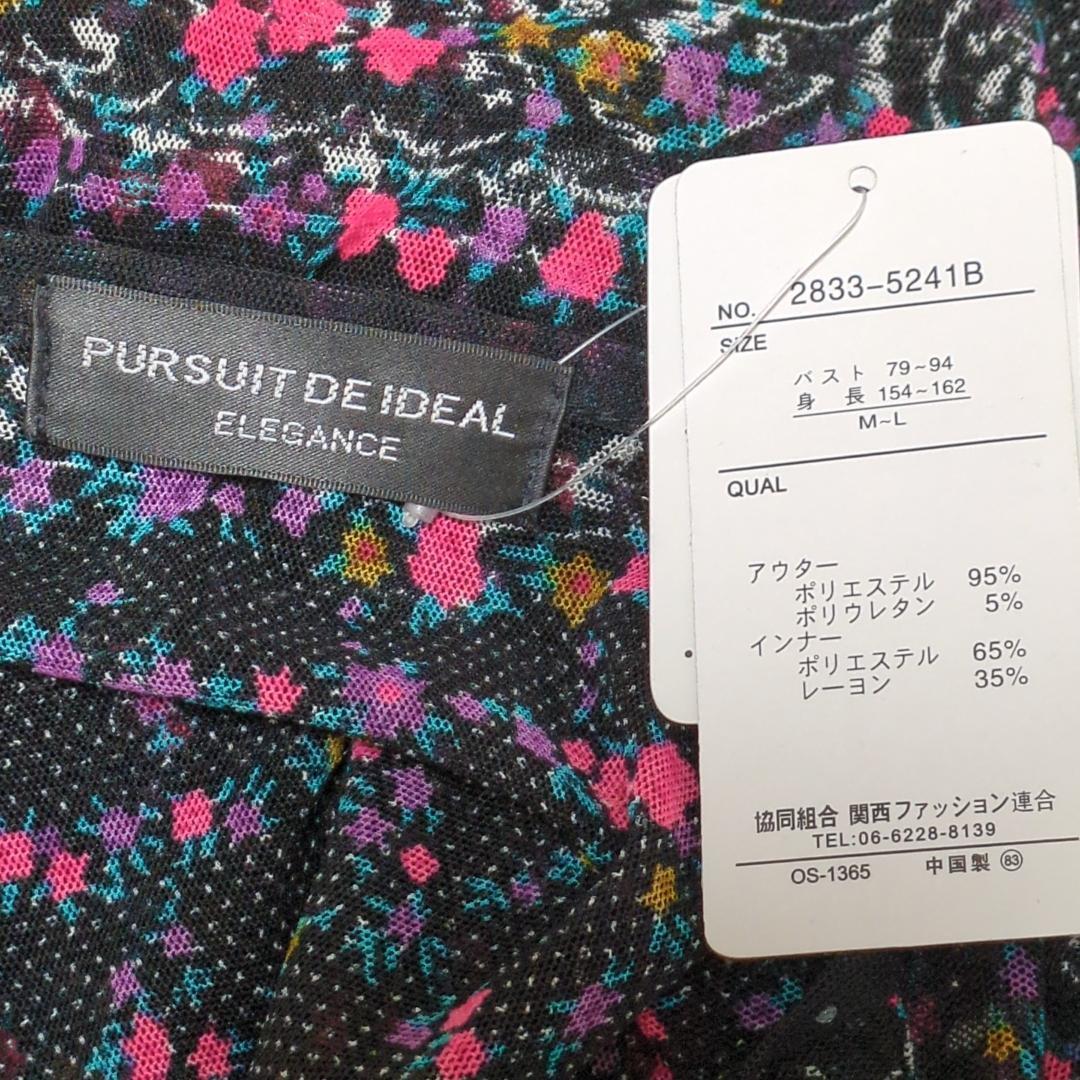 PURSUIT DE IDEAL
ELEGANCE
NO. 2833-5241B
SIZE
バスト 79~94
身長 154~162
M~L
QUAL
アウター
ポリエステル 95%
ポリウレタン 5%
インナー
ポリエステル 65%
レーヨン 35%
協同組合 関西ファッション連合
TEL:06-6228-8139
OS-1365 中国製 83